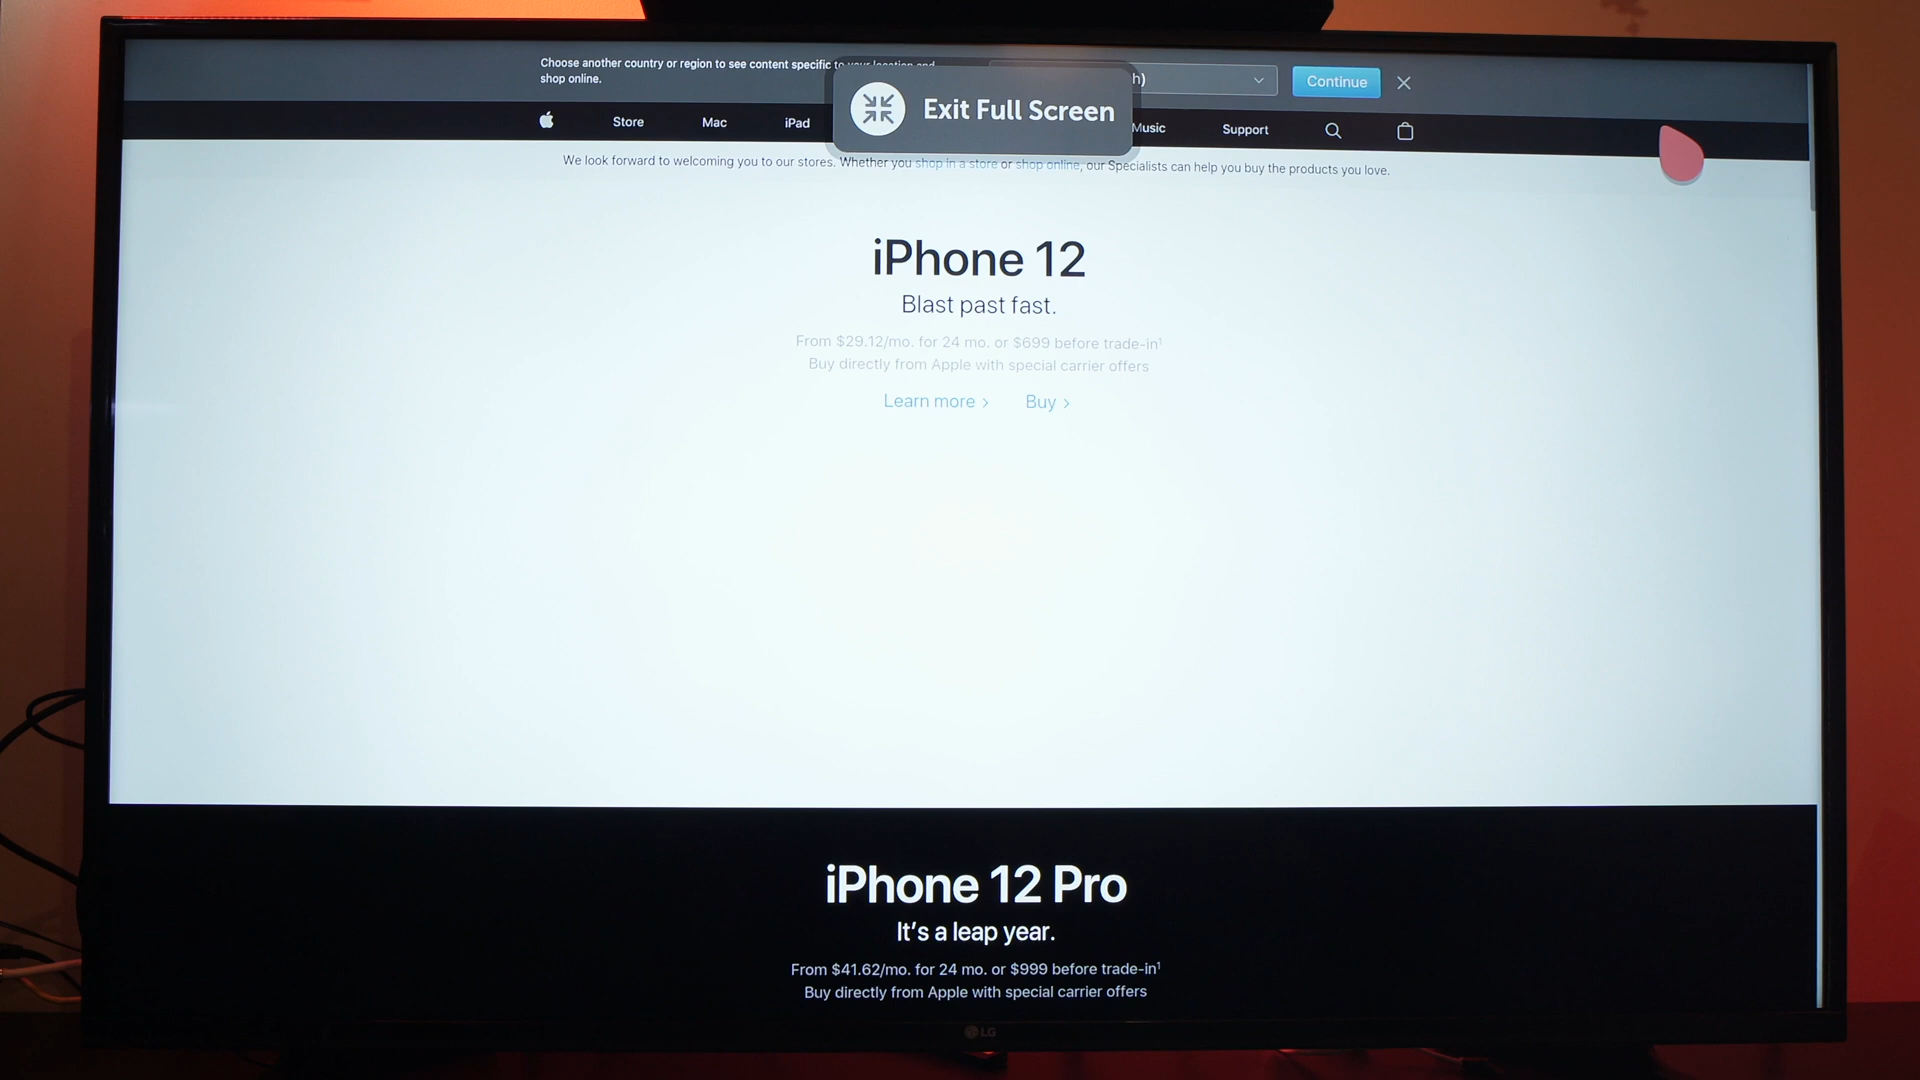 Choose another country or region to see content specific to your location and
shop online.
h)
Continue
Exit Full Screen
Store
Mac
iPad
Music
Support
We look forward to welcoming you to our stores. Whether you shop in a store or shop online, our Specialists can help you buy the products you love.
iPhone 12
Blast past fast.
From $29.12/mo. for 24 mo. or $699 before trade-in¹
Buy directly from Apple with special carrier offers
Learn more >
Buy >
iPhone 12 Pro
It's a leap year.
From $41.62/mo. for 24 mo. or $999 before trade-in¹
Buy directly from Apple with special carrier offers
LG